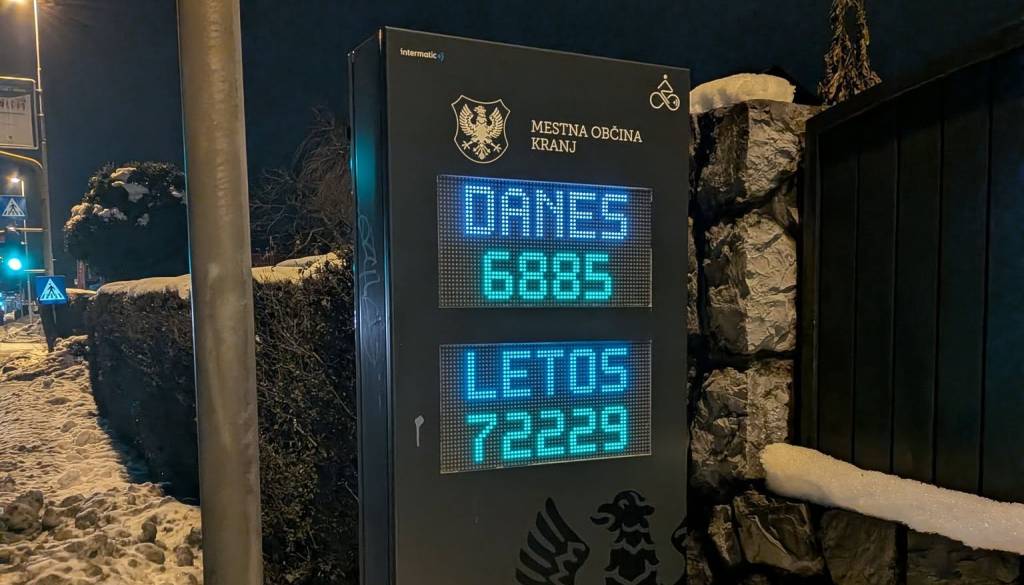 intermatic
MESTNA OBČINA
KRANJ
DANES
6885
LETOS
72229